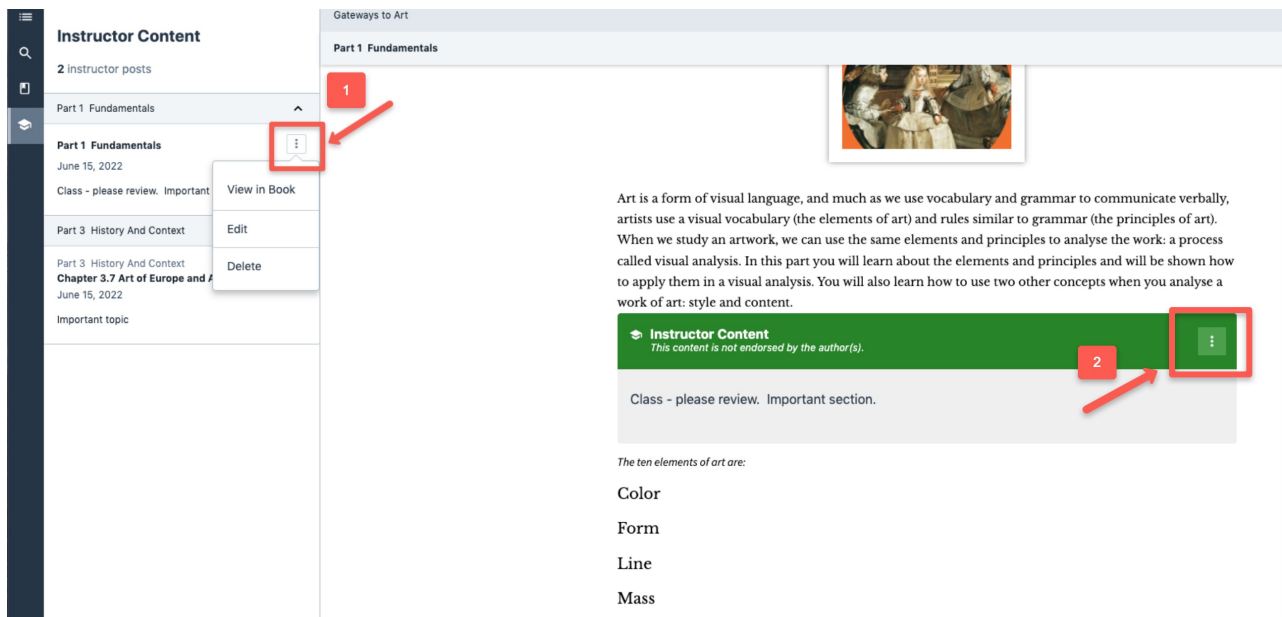 Instructor Content
2 instructor posts
Part 1 Fundamentals
Part 1 Fundamentals
June 15, 2022
Class - please review. Important
View in Book
Edit
Delete
Part 3 History And Context
Part 3 History And Context
Chapter 3.7 Art of Europe and
June 15, 2022
Important topic
1
Gateways to Art
Part 1 Fundamentals
Art is a form of visual language, and much as we use vocabulary and grammar to communicate verbally,
artists use a visual vocabulary (the elements of art) and rules similar to grammar (the principles of art).
When we study an artwork, we can use the same elements and principles to analyse the work: a process
called visual analysis. In this part you will learn about the elements and principles and will be shown how
to apply them in a visual analysis. You will also learn how to use two other concepts when you analyse a
work of art: style and content.
Instructor Content
This content is not endorsed by the author(s).
2
Class - please review. Important section.
The ten elements of art are:
Color
Form
Line
Mass